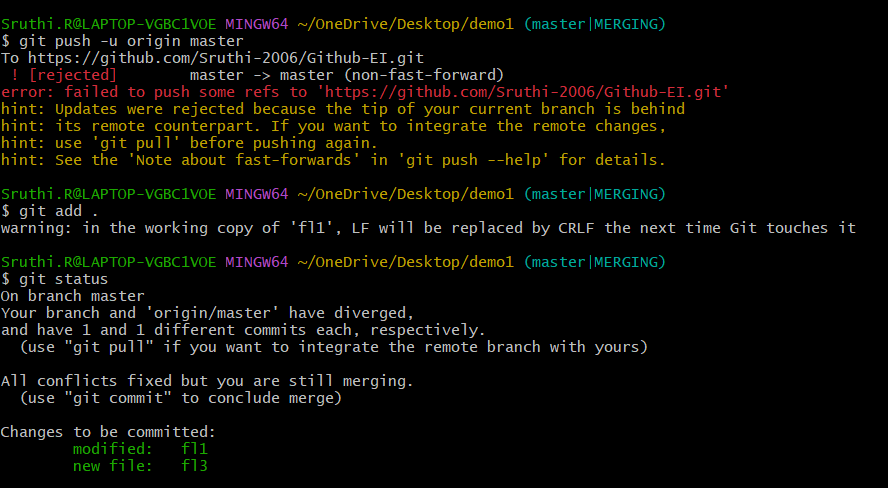 Sruthi.R@LAPTOP-VGBC1VOE MINGW64 ~/OneDrive/Desktop/demo1 (master|MERGING)
$ git push -u origin master
To https://github.com/Sruthi-2006/Github-EI.git
 ! [rejected]        master -> master (non-fast-forward)
error: failed to push some refs to 'https://github.com/Sruthi-2006/Github-EI.git'
hint: Updates were rejected because the tip of your current branch is behind
hint: its remote counterpart. If you want to integrate the remote changes,
hint: use 'git pull' before pushing again.
hint: See the 'Note about fast-forwards' in 'git push --help' for details.

Sruthi.R@LAPTOP-VGBC1VOE MINGW64 ~/OneDrive/Desktop/demo1 (master|MERGING)
$ git add .
warning: in the working copy of 'fl1', LF will be replaced by CRLF the next time Git touches it

Sruthi.R@LAPTOP-VGBC1VOE MINGW64 ~/OneDrive/Desktop/demo1 (master|MERGING)
$ git status
On branch master
Your branch and 'origin/master' have diverged,
and have 1 and 1 different commits each, respectively.
  (use "git pull" if you want to integrate the remote branch with yours)

All conflicts fixed but you are still merging.
  (use "git commit" to conclude merge)

Changes to be committed:
        modified:   fl1
        new file:   fl3